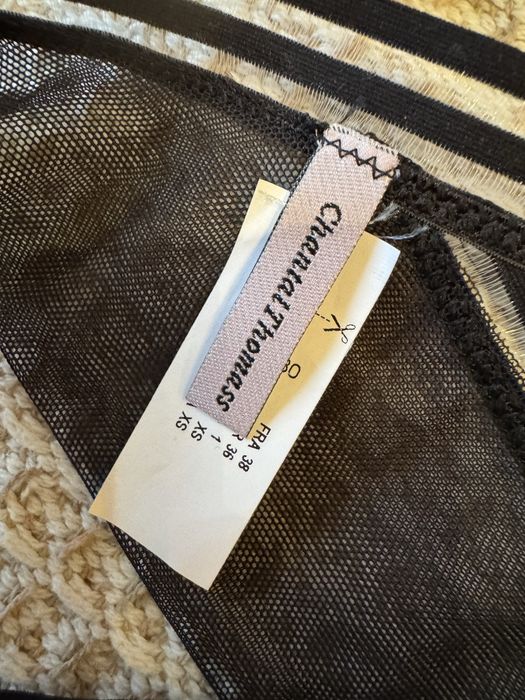 Chantal Thomass
FRA 38
R 36
1
XS
XS